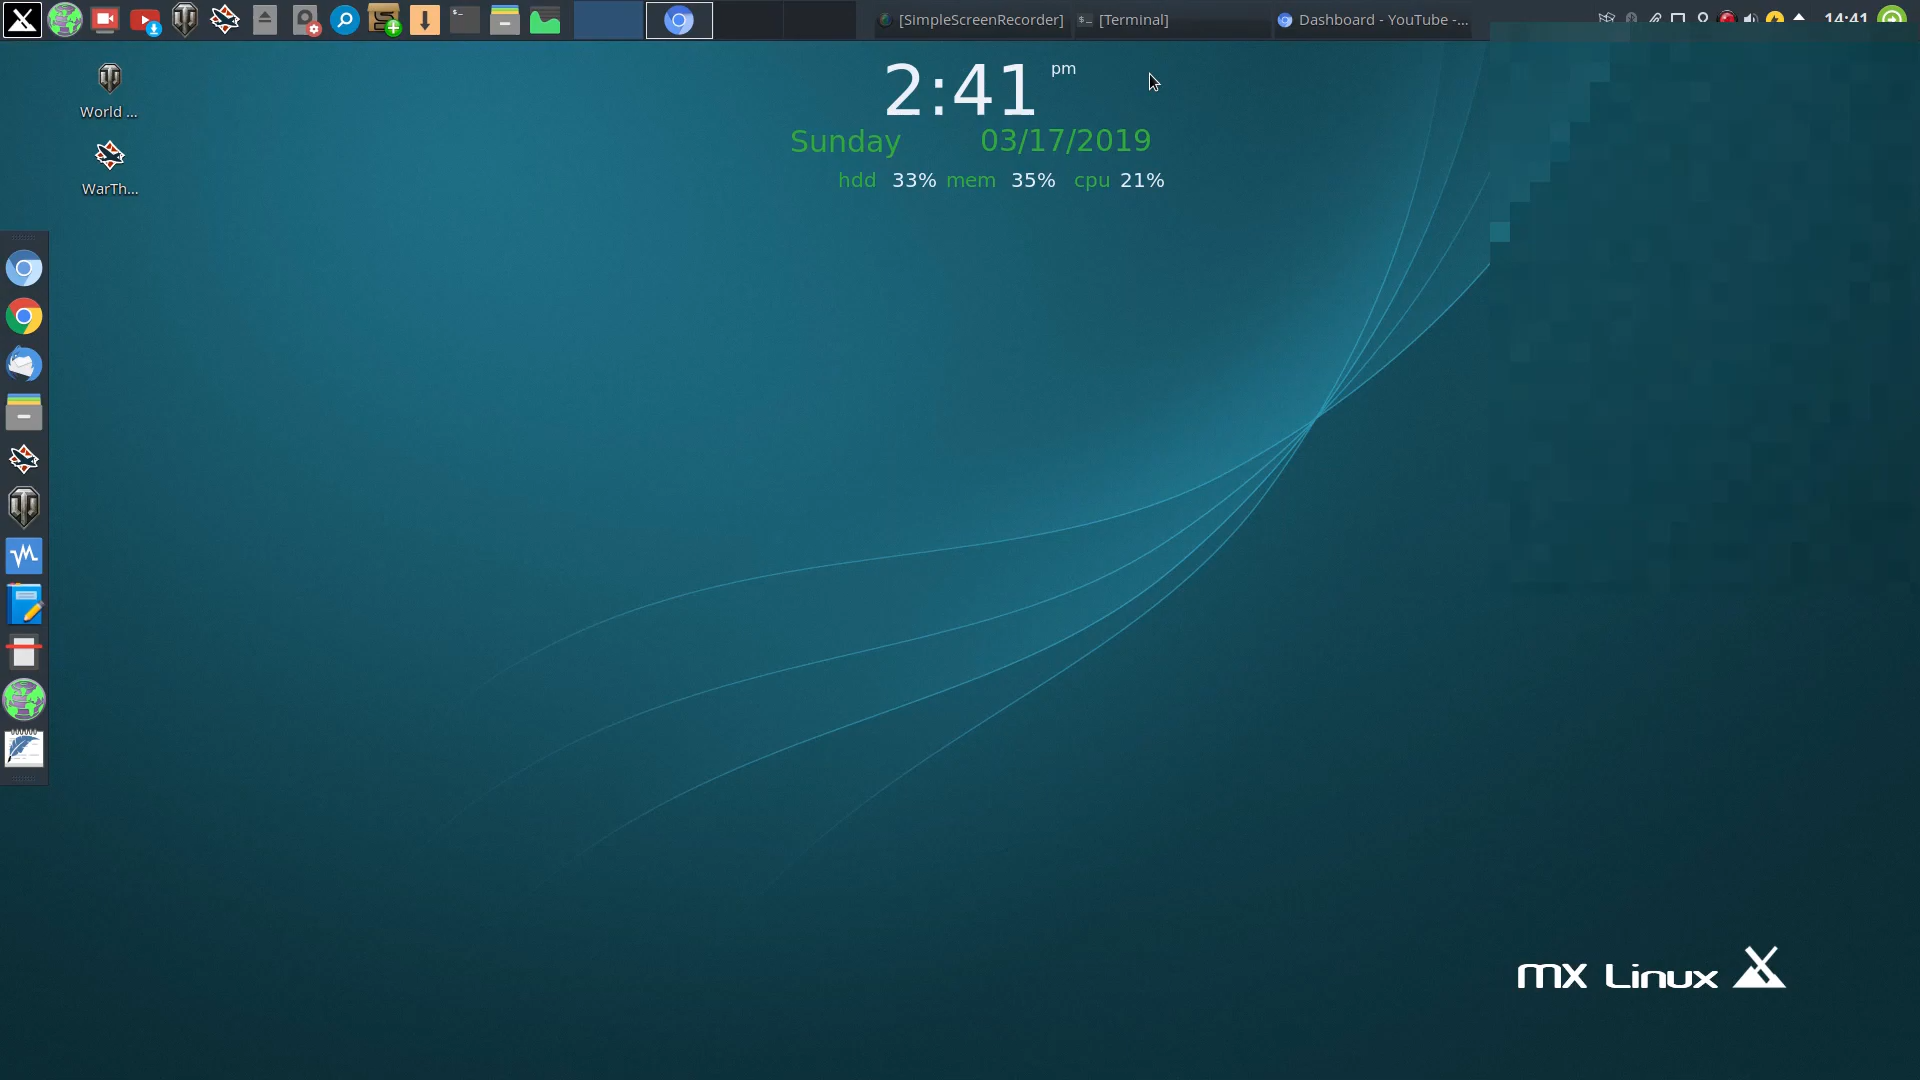 [SimpleScreenRecorder]
[Terminal]
Dashboard - YouTube -...
14:41
2:41 pm
Sunday 03/17/2019
hdd 33% mem 35% cpu 21%
World ...
WarTh...
mx Linux